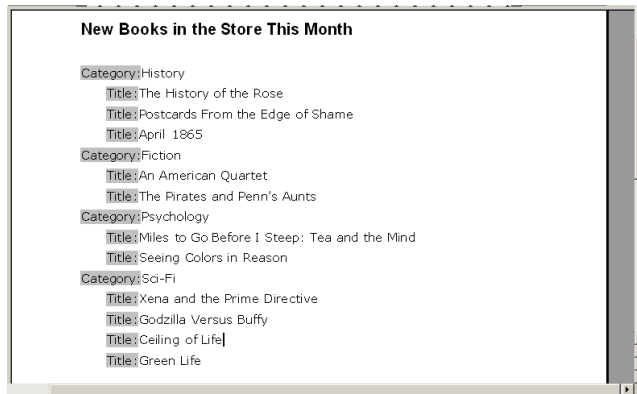 New Books in the Store This Month
Category:History
Title:The History of the Rose
Title:Postcards From the Edge of Shame
Title:April 1865
Category:Fiction
Title:An American Quartet
Title:The Pirates and Penn's Aunts
Category:Psychology
Title:Miles to Go Before I Steep: Tea and the Mind
Title:Seeing Colors in Reason
Category:Sci-Fi
Title:Xena and the Prime Directive
Title:Godzilla Versus Buffy
Title:Ceiling of Life
Title:Green Life